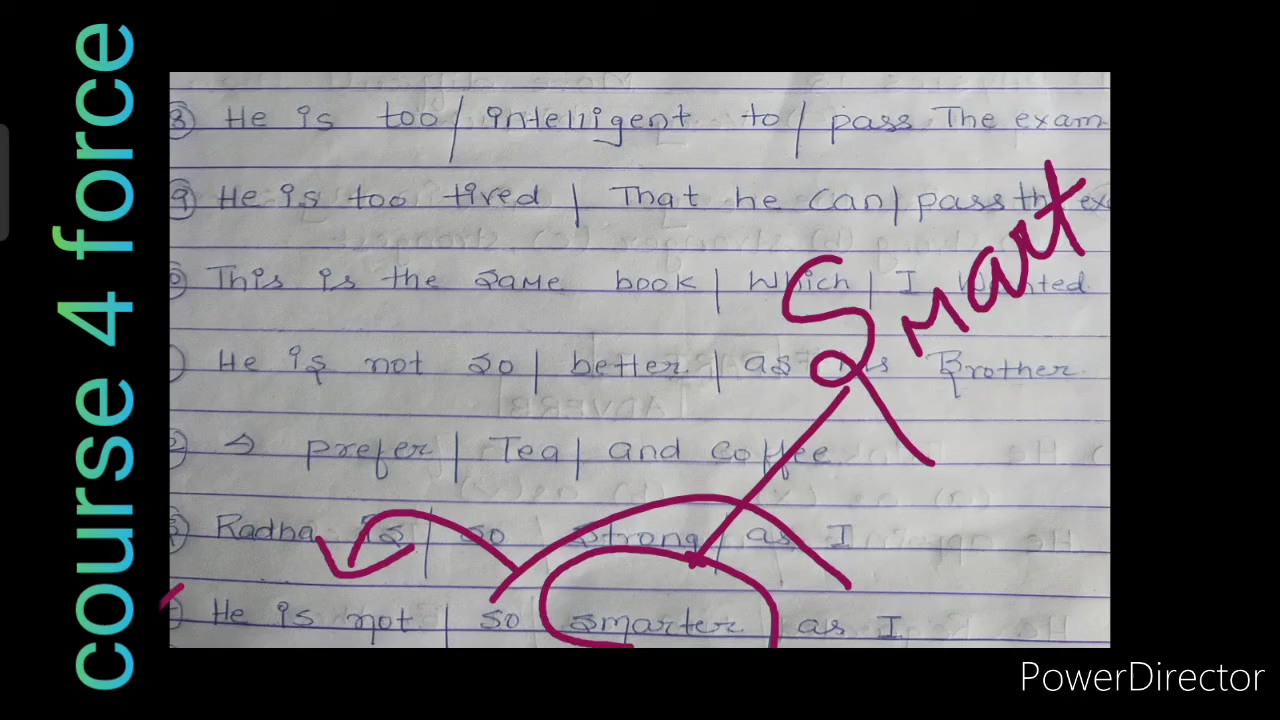 course 4 force
8) He is too / intelligent to / pass The exam
9) He is too tired | That he can | pass the ex
This is the same book | which | I wanted
Smart
He is not so | better | as his Brother
prefer | Tea | and coffee
Radha is | so strong | as I
He is not | so smarter as I
PowerDirector